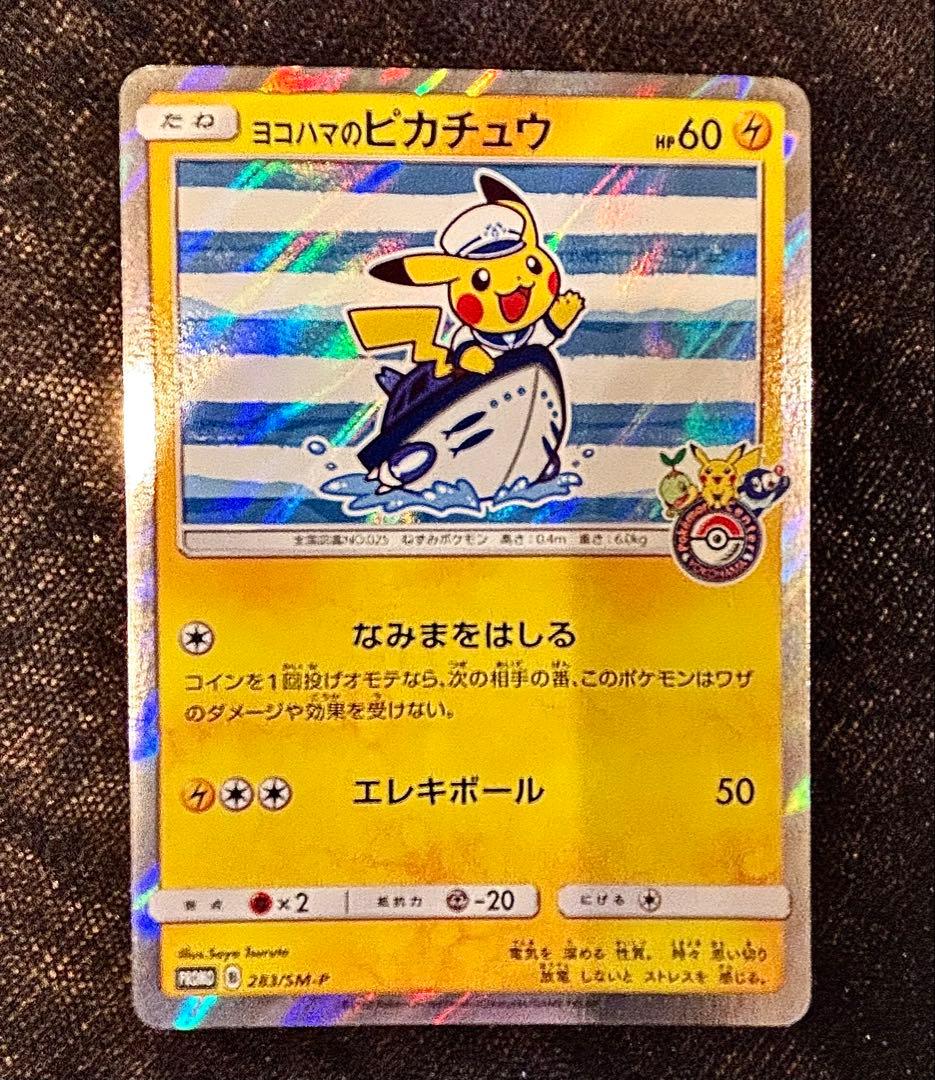 たね ヨコハマのピカチュウ HP60
全国図鑑NO.025 ねずみポケモン 高さ:0.4m 重さ:6.0kg
Pokémon Center
YOKOHAMA
なみまをはしる
コインを1回投げオモテなら、次の相手の番、このポケモンはワザ
のダメージや効果を受けない。
エレキボール 50
弱点 ×2 抵抗力 -20 にげる
Illus. Saya Tsuruta
電気を 溜める 性質。 時々 思い切り
放電 しないと ストレスを 感じる。
PROMO B 283/SM-P